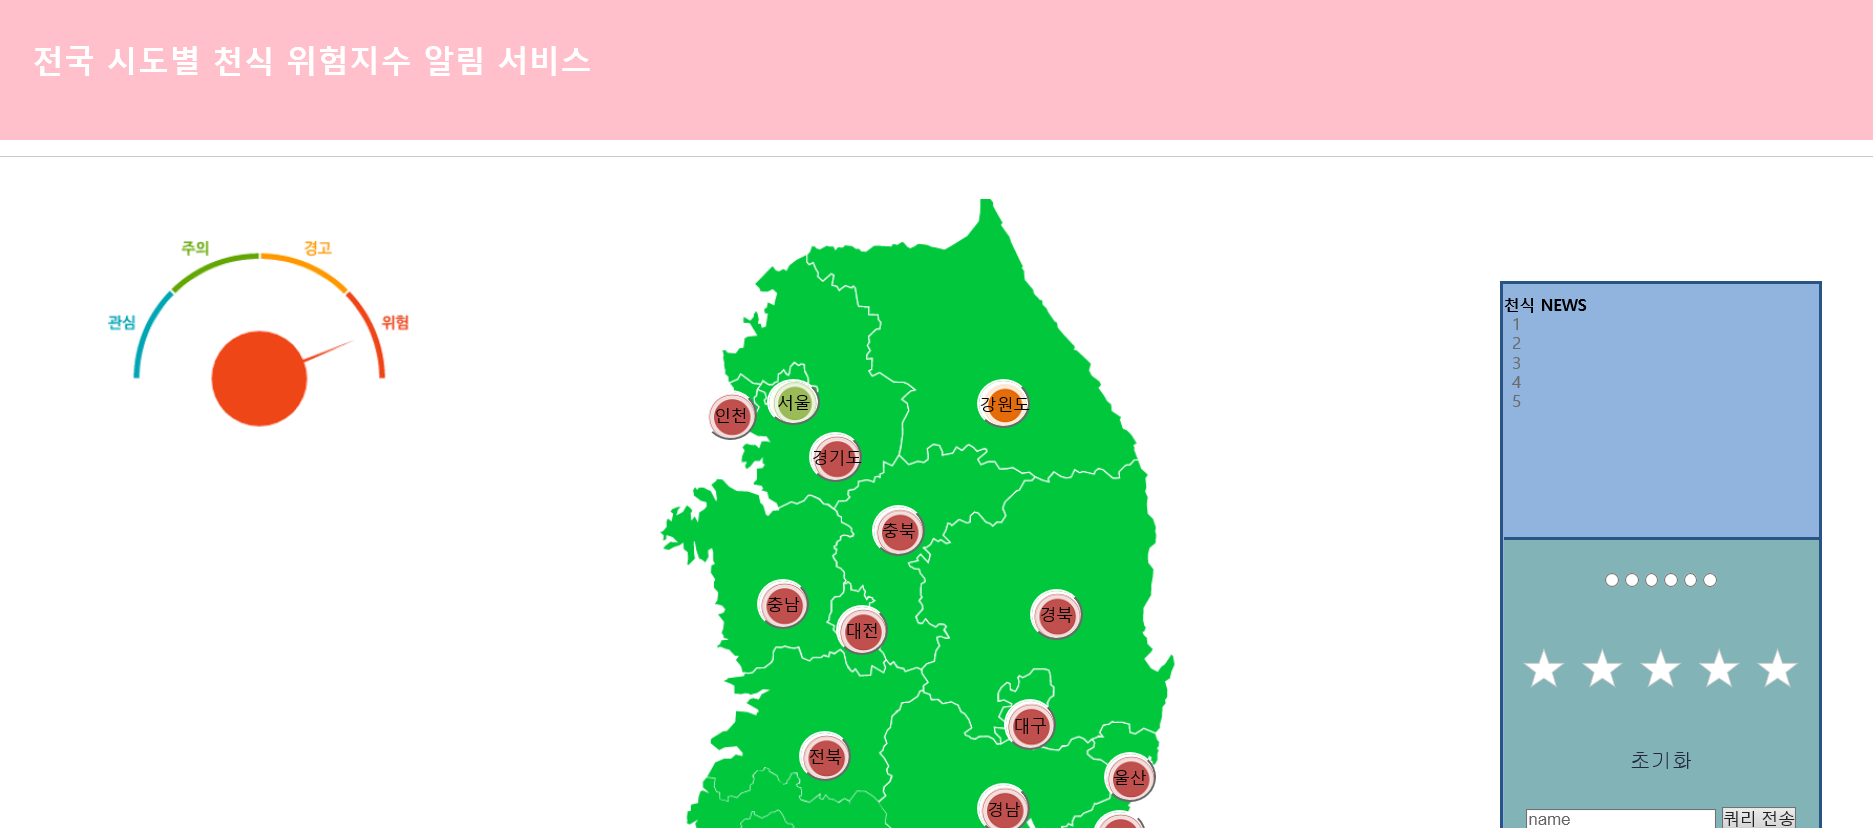 전국 시도별 천식 위험지수 알림 서비스
주의
경고
관심
위험
인천
서울
강원도
경기도
충북
충남
대전
경북
대구
전북
울산
경남
천식 NEWS
1
2
3
4
5
초기화
name
쿼리 전송